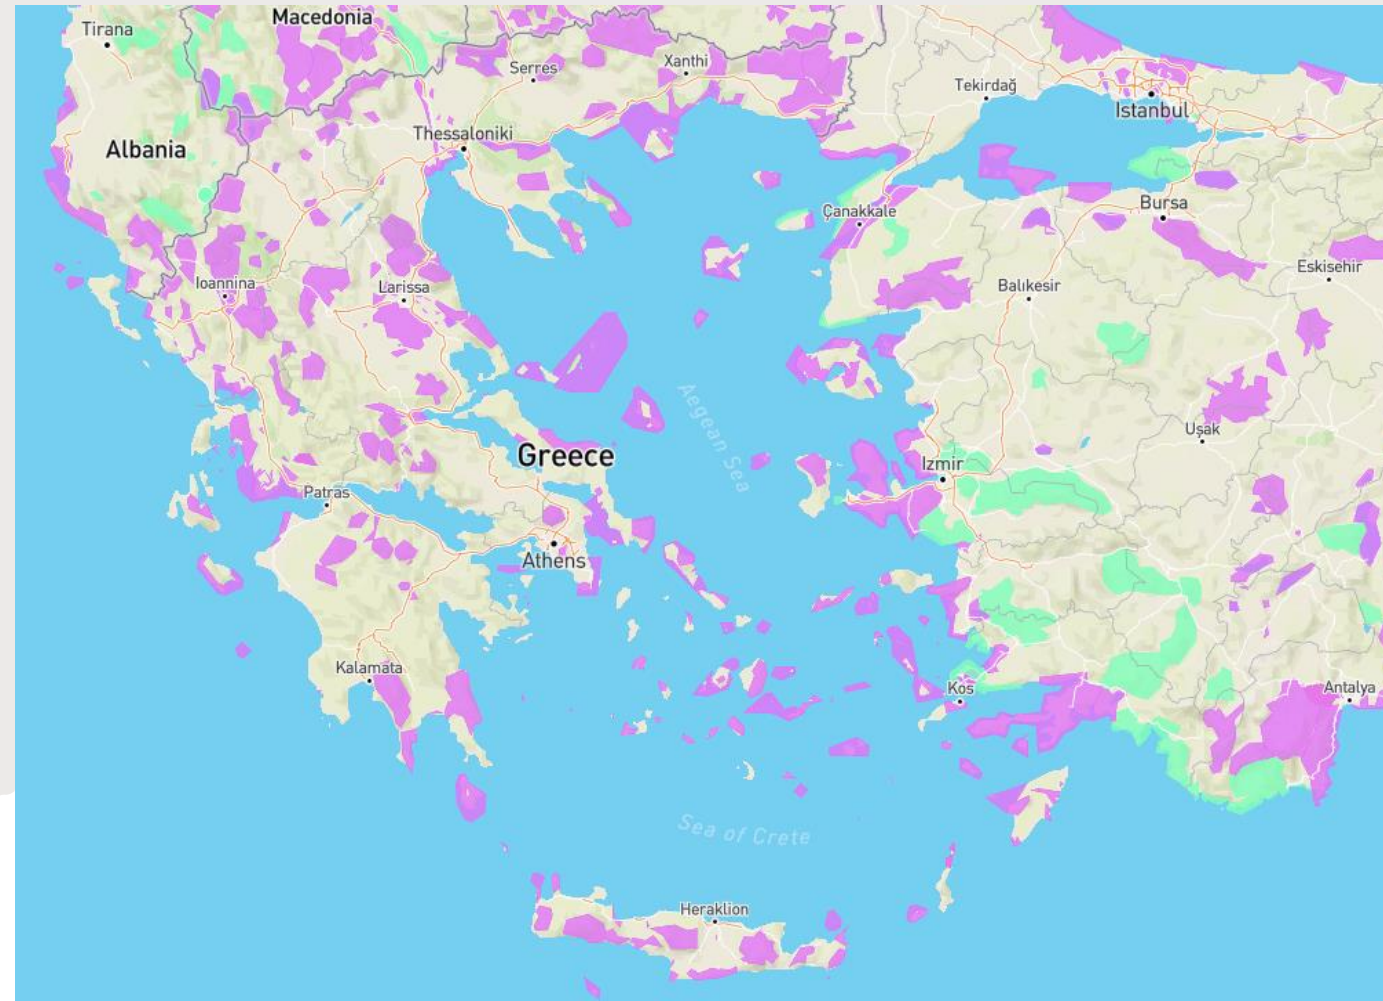 Macedonia
Tirana
Serres
Xanthi
Tekirdağ
Istanbul
Thessaloniki
Albania
Çanakkale
Bursa
Ioannina
Larissa
Balıkesir
Eskisehir
Aegean Sea
Greece
Uşak
Izmir
Patras
Athens
Kalamata
Kos
Antalya
Sea of Crete
Heraklion